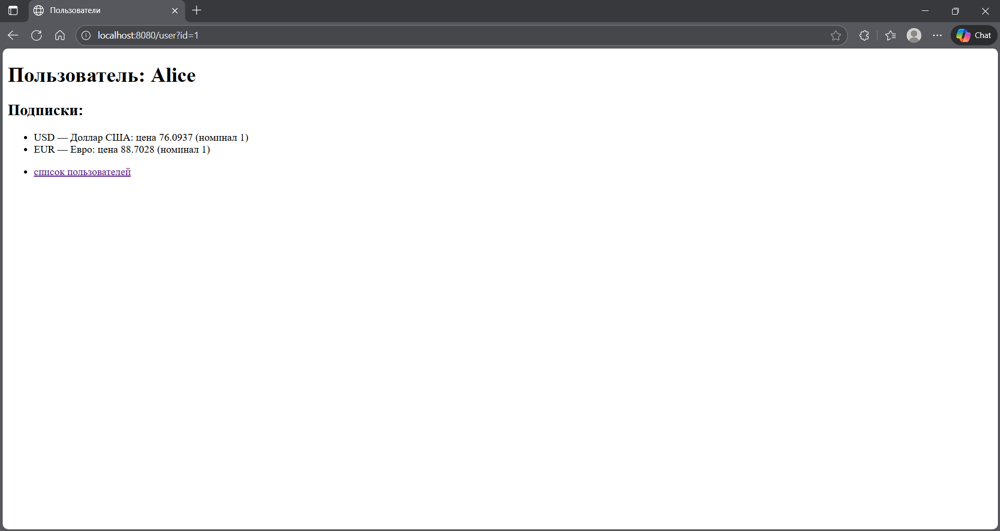 Пользователи
localhost:8080/user?id=1
Chat
Пользователь: Alice
Подписки:
USD — Доллар США: цена 76.0937 (номинал 1)
EUR — Евро: цена 88.7028 (номинал 1)
список пользователей